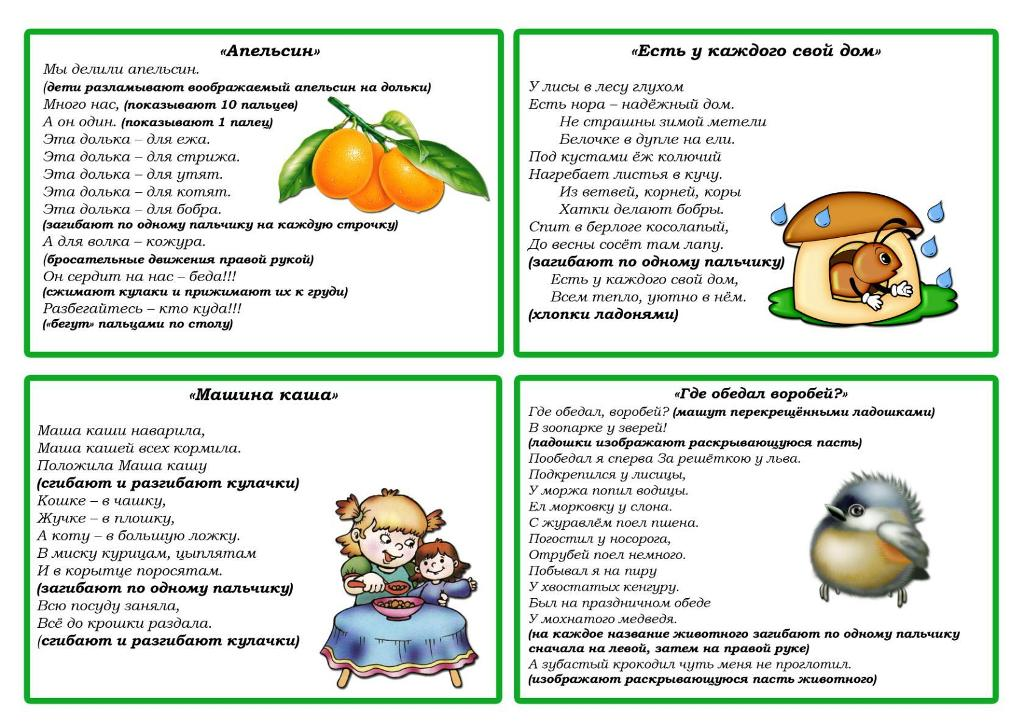 «Апельсин»
Мы делили апельсин.
(дети разламывают воображаемый апельсин на дольки)
Много нас, (показывают 10 пальцев)
А он один. (показывают 1 палец)
Эта долька – для ежа.
Эта долька – для стрижа.
Эта долька – для утят.
Эта долька – для котят.
Эта долька – для бобра.
(загибают по одному пальчику на каждую строчку)
А для волка – кожура.
(бросательные движения правой рукой)
Он сердит на нас – беда!!!
(сжимают кулаки и прижимают их к груди)
Разбегайтесь – кто куда!!!
(«бегут» пальцами по столу)
«Есть у каждого свой дом»
У лисы в лесу глухом
Есть нора – надёжный дом.
Не страшны зимой метели
Белочке в дупле на ели.
Под кустами ёж колючий
Нагребает листья в кучу.
Из ветвей, корней, коры
Хатки делают бобры.
Спит в берлоге косолапый,
До весны сосёт там лапу.
(загибают по одному пальчику)
Есть у каждого свой дом,
Всем тепло, уютно в нём.
(хлопки ладонями)
«Машина каша»
Маша каши наварила,
Маша кашей всех кормила.
Положила Маша кашу
(сгибают и разгибают кулачки)
Кошке – в чашку,
Жучке – в плошку,
А коту – в большую ложку.
В миску курицам, цыплятам
И в корытце поросятам.
(загибают по одному пальчику)
Всю посуду заняла,
Всё до крошки раздала.
(сгибают и разгибают кулачки)
«Где обедал воробей?»
Где обедал, воробей? (машут перекрещёнными ладошками)
В зоопарке у зверей!
(ладошки изображают раскрывающуюся пасть)
Пообедал я сперва За решёткою у льва.
Подкрепился у лисицы,
У моржа попил водицы.
Ел морковку у слона.
С журавлём поел пшена.
Погостил у носорога,
Отрубей поел немного.
Побывал я на пиру
У хвостатых кенгуру.
Был на праздничном обеде
У мохнатого медведя.
(на каждое название животного загибают по одному пальчику
сначала на левой, затем на правой руке)
А зубастый крокодил чуть меня не проглотил.
(изображают раскрывающуюся пасть животного)